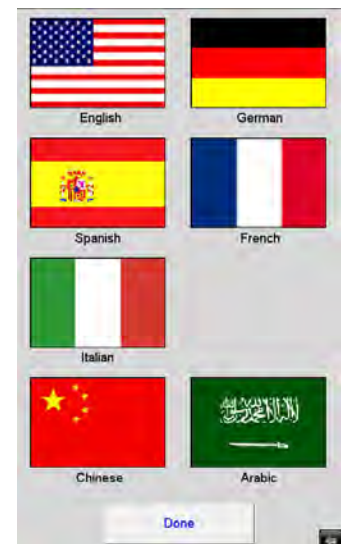 English
German
Spanish
French
Italian
Chinese
Arabic
Done